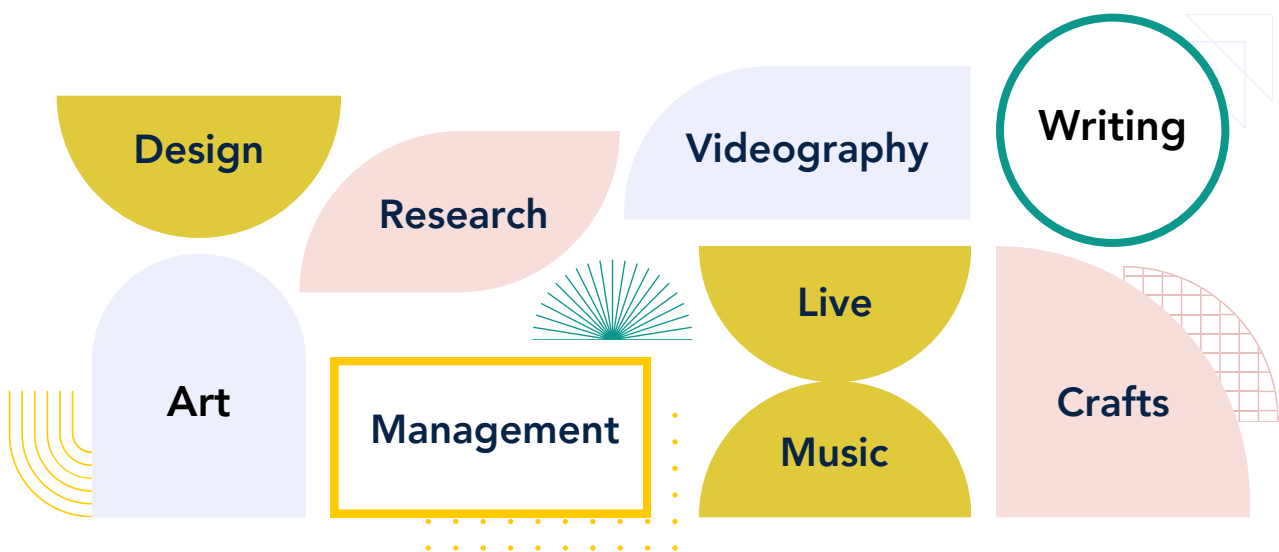 Design
Research
Videography
Writing
Art
Management
Live
Music
Crafts